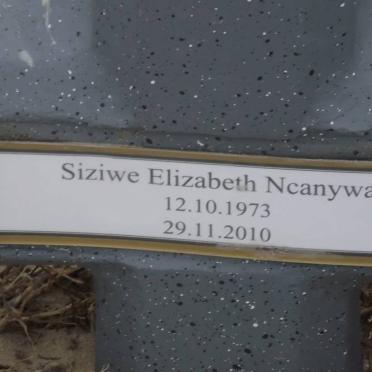 Siziwe Elizabeth Ncanywa
12.10.1973
29.11.2010